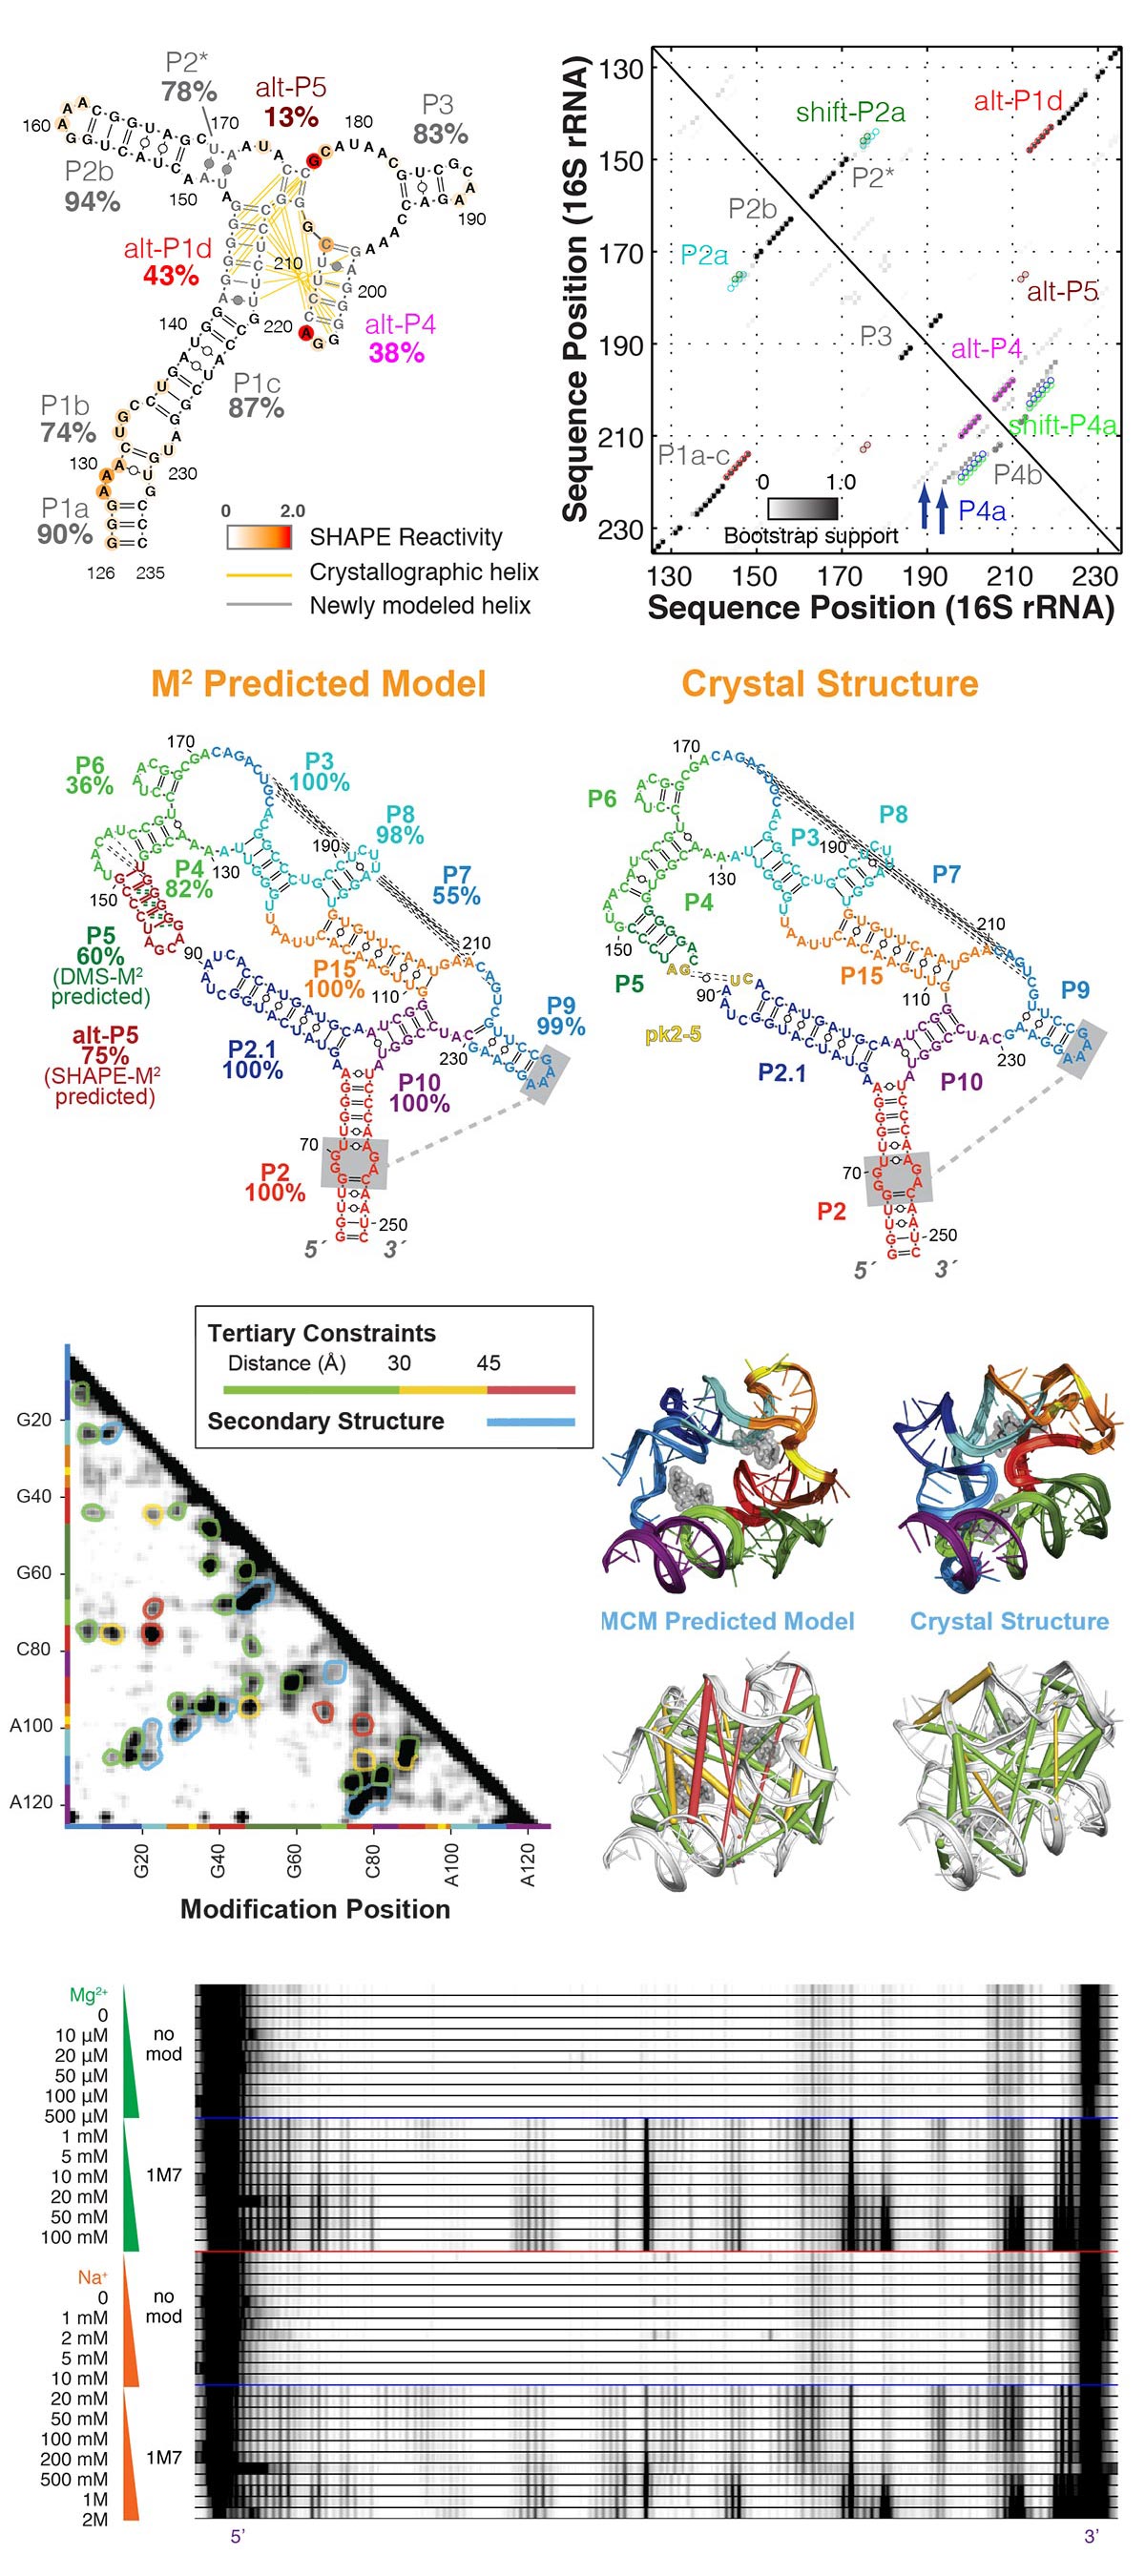 P2*
78%
alt-P5
13%
P3
83%
160
170
180
P2b
94%
150
190
alt-P1d
43%
210
200
140
220
alt-P4
38%
P1b
74%
P1c
87%
130
230
P1a
90%
126
235
0
2.0
SHAPE Reactivity
Crystallographic helix
Newly modeled helix
Sequence Position (16S rRNA)
130
150
170
190
210
230
shift-P2a
alt-P1d
P2*
P2b
P2a
alt-P5
P3
alt-P4
shift-P4a
P1a-c
0
1.0
P4b
P4a
Bootstrap support
130
150
170
190
210
230
Sequence Position (16S rRNA)
M² Predicted Model
Crystal Structure
170
P6
36%
P3
100%
P8
98%
190
P4
82%
130
P7
55%
150
P5
60%
(DMS-M²
predicted)
90
210
P15
100%
110
P9
99%
alt-P5
75%
(SHAPE-M²
predicted)
P2.1
100%
230
P10
100%
70
P2
100%
250
5´
3´
170
P6
P8
P3
190
130
P7
P4
210
150
P15
P5
90
110
P9
pk2-5
P2.1
230
P10
70
P2
250
5´
3´
Tertiary Constraints
Distance (Å)
30
45
Secondary Structure
G20
G40
G60
C80
A100
A120
G20
G40
G60
C80
A100
A120
Modification Position
MCM Predicted Model
Crystal Structure
Mg²⁺
0
10 µM
20 µM
50 µM
100 µM
500 µM
1 mM
5 mM
10 mM
20 mM
50 mM
100 mM
no
mod
1M7
Na⁺
0
1 mM
2 mM
5 mM
10 mM
20 mM
50 mM
100 mM
200 mM
500 mM
1M
2M
no
mod
1M7
5'
3'